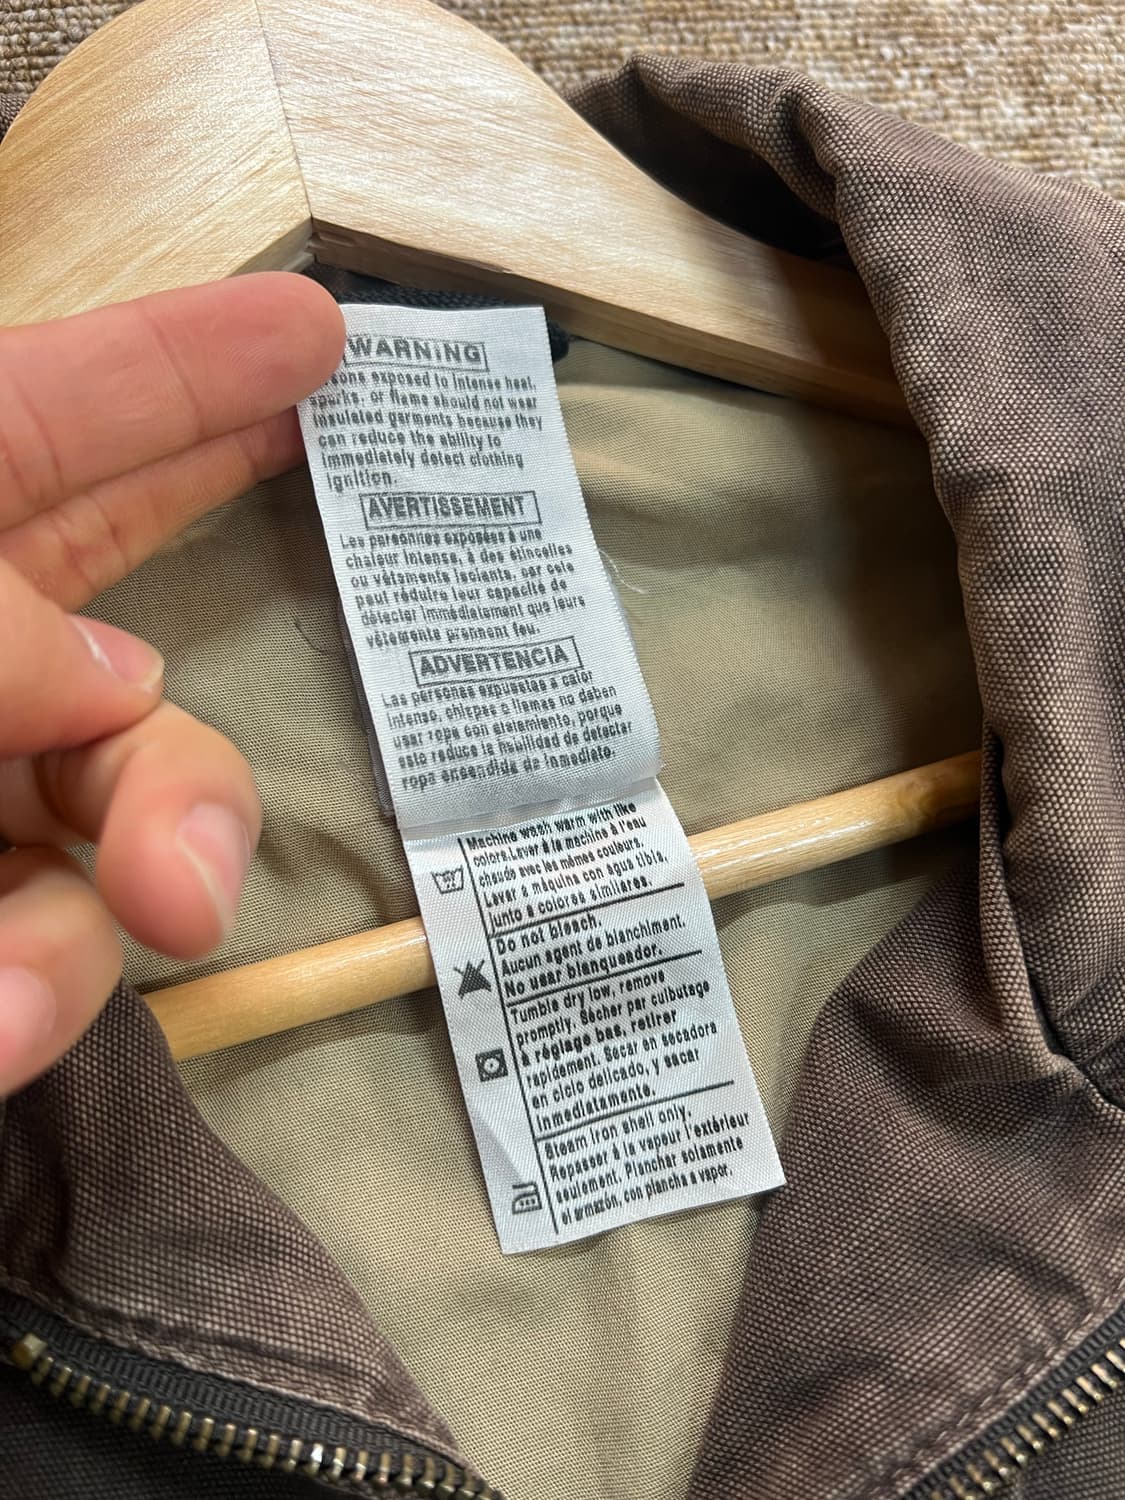 WARNING
exposed to intense heat,
or flame should not wear
insulated garments because they
can reduce the ability to
immediately detect clothing
ignition.
AVERTISSEMENT
Les personnes exposées à une
chaleur intense, à des étincelles
ou vêtements isolants, car cela
peut réduire leur capacité de
détecter immédiatement que leurs
vêtements prennent feu.
ADVERTENCIA
Las personas expuestas a calor
intenso, chispas o llamas no deben
usar ropa con aislamiento, porque
esto reduce la habilidad de detectar
ropa encendida de inmediato.
Machine wash warm with like
colors.Laver à la machine à l'eau
chaude avec les mêmes couleurs.
Lavar a máquina con agua tibia,
junto a colores similares.
Do not bleach.
Aucun agent de blanchiment.
No usar blanqueador.
Tumble dry low, remove
promptly. Sécher par culbutage
à réglage bas, retirer
rapidement. Secar en secadora
en ciclo delicado, y sacar
inmediatamente.
Steam iron shell only.
Repasser à la vapeur l'extérieur
seulement. Planchar solamente
el armazón, con plancha a vapor.